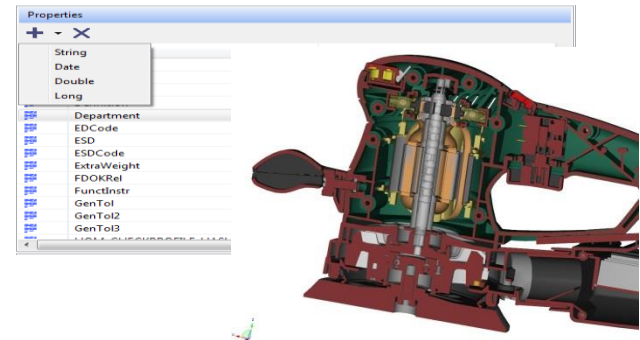 Properties
String
Date
Double
Long
Department
EDCode
ESD
ESDCode
ExtraWeight
FDOKRel
FunctInstr
GenTol
GenTol2
GenTol3